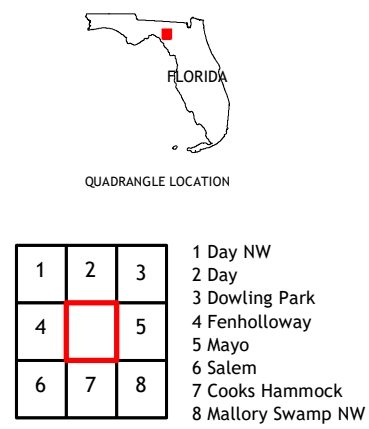 FLORIDA
QUADRANGLE LOCATION
1 2 3
4 5
6 7 8
1 Day NW
2 Day
3 Dowling Park
4 Fenholloway
5 Mayo
6 Salem
7 Cooks Hammock
8 Mallory Swamp NW